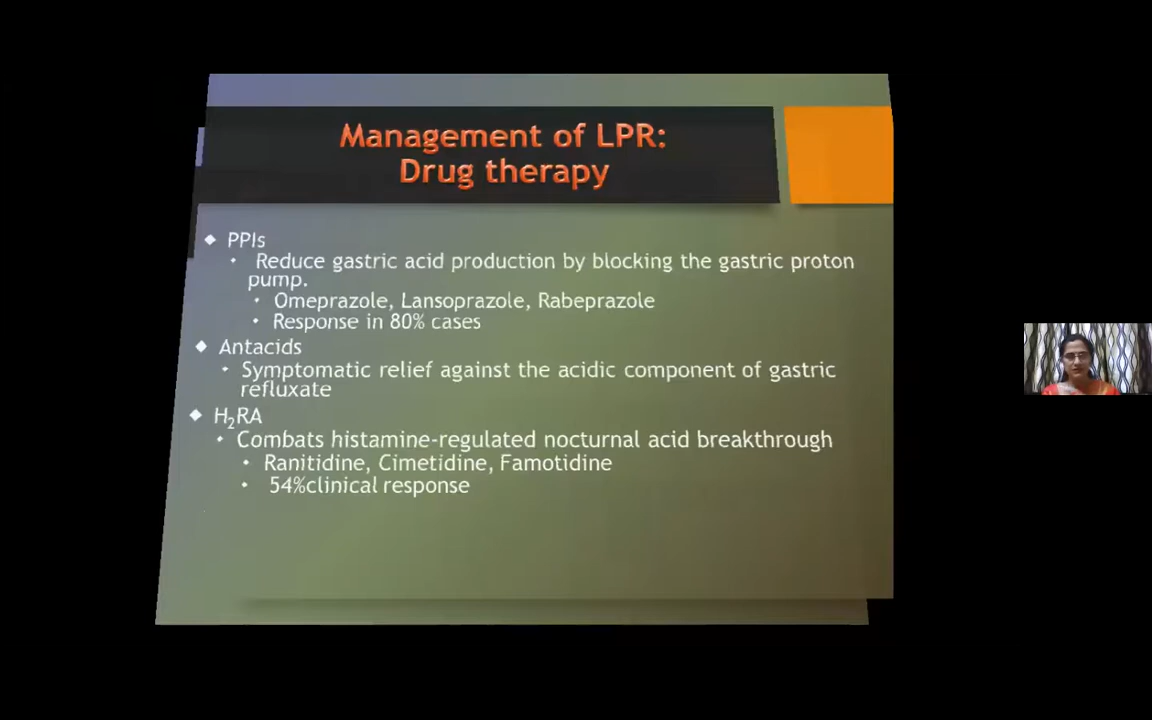 Management of LPR:
Drug therapy
◆ PPIs
• Reduce gastric acid production by blocking the gastric proton
pump.
• Omeprazole, Lansoprazole, Rabeprazole
• Response in 80% cases
◆ Antacids
• Symptomatic relief against the acidic component of gastric
refluxate
◆ H₂RA
• Combats histamine-regulated nocturnal acid breakthrough
• Ranitidine, Cimetidine, Famotidine
• 54%clinical response